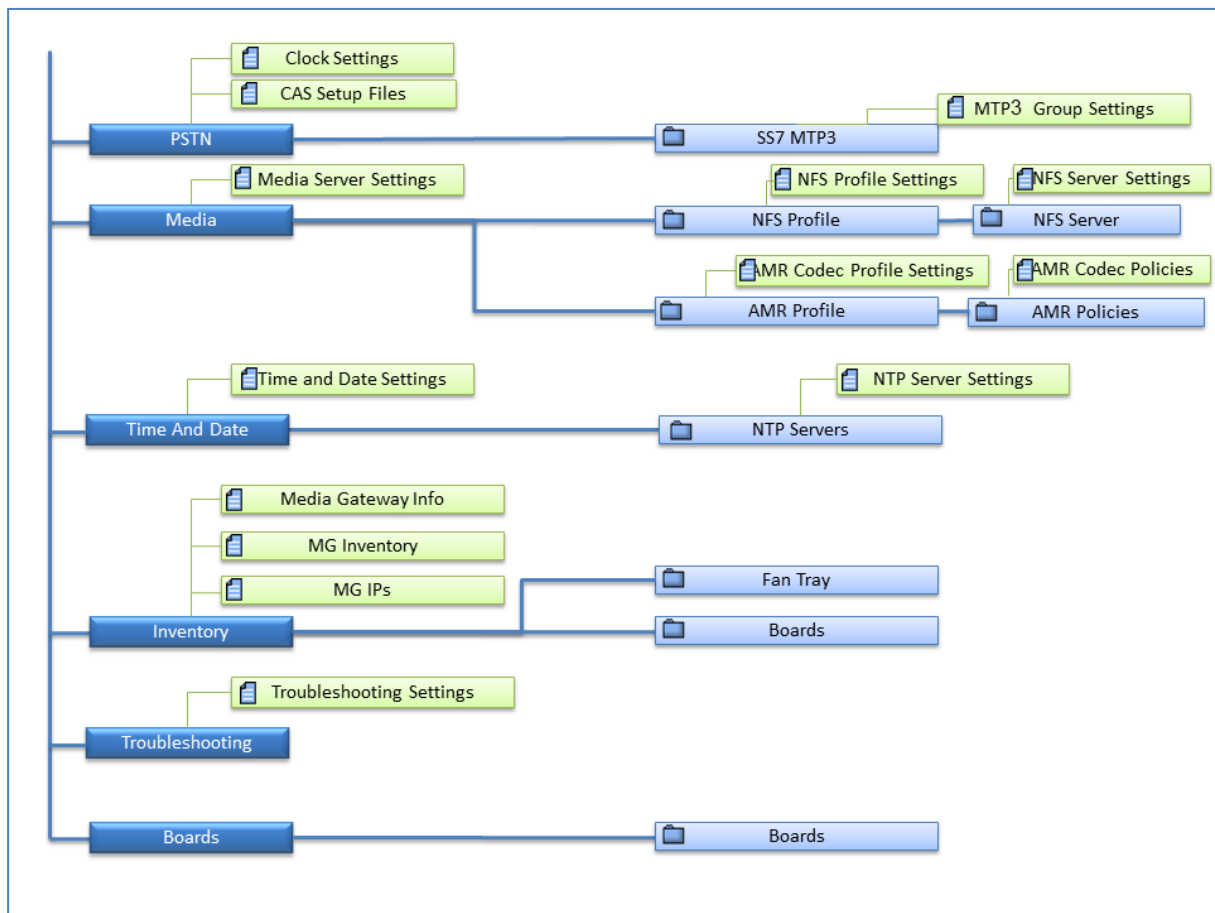 Clock Settings
CAS Setup Files
MTP3 Group Settings
PSTN
SS7 MTP3
Media Server Settings
NFS Profile Settings
NFS Server Settings
Media
NFS Profile
NFS Server
AMR Codec Profile Settings
AMR Codec Policies
AMR Profile
AMR Policies
Time and Date Settings
NTP Server Settings
Time And Date
NTP Servers
Media Gateway Info
MG Inventory
MG IPs
Fan Tray
Inventory
Boards
Troubleshooting Settings
Troubleshooting
Boards
Boards